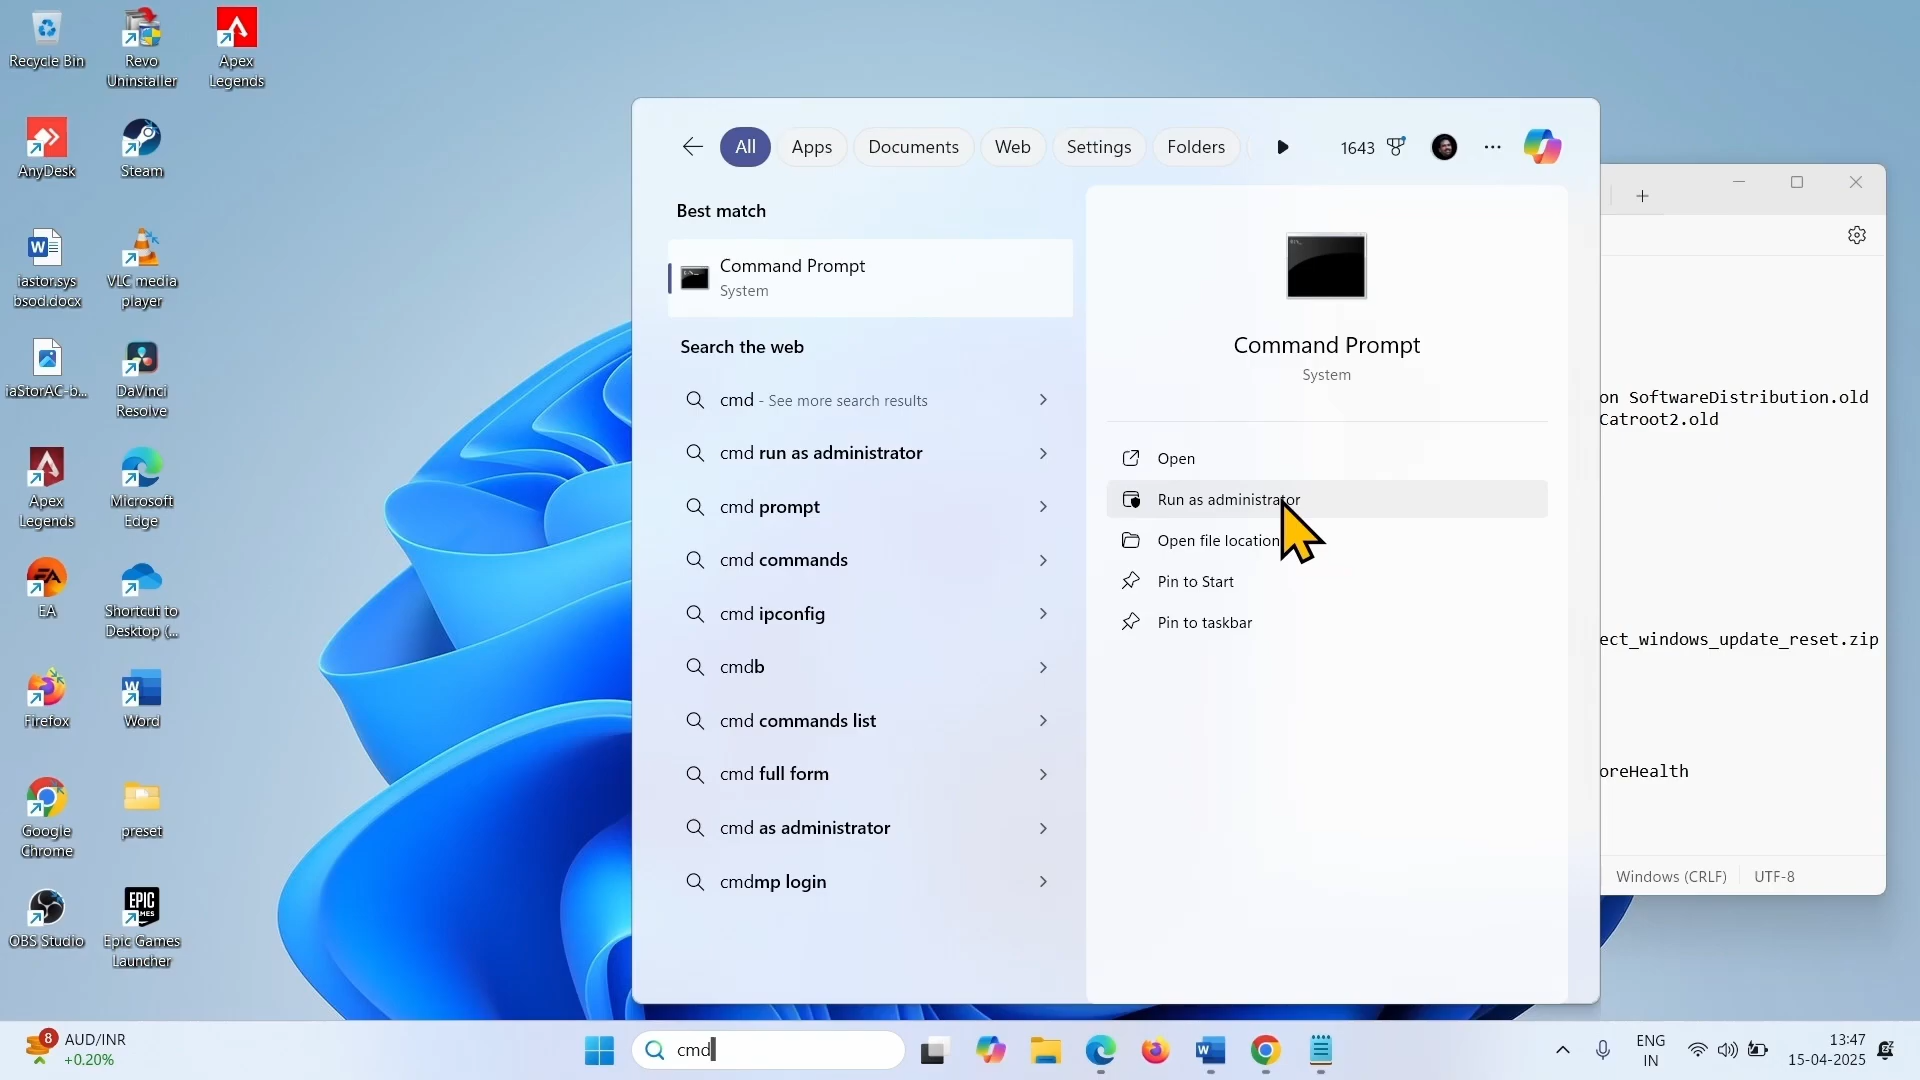 Recycle Bin
Revo
Uninstaller
Apex
Legends
AnyDesk
Steam
iastor.sys
bsod.docx
VLC media
player
iaStorAC-b...
DaVinci
Resolve
Apex
Legends
Microsoft
Edge
EA
Shortcut to
Desktop (...
Firefox
Word
Google
Chrome
preset
OBS Studio
Epic Games
Launcher
All
Apps
Documents
Web
Settings
Folders
1643
Best match
Command Prompt
System
Search the web
cmd - See more search results
cmd run as administrator
cmd prompt
cmd commands
cmd ipconfig
cmdb
cmd commands list
cmd full form
cmd as administrator
cmdmp login
Command Prompt
System
Open
Run as administrator
Open file location
Pin to Start
Pin to taskbar
on SoftwareDistribution.old
Catroot2.old
ect_windows_update_reset.zip
oreHealth
Windows (CRLF)
UTF-8
8
AUD/INR
+0.20%
cmd
ENG
IN
13:47
15-04-2025